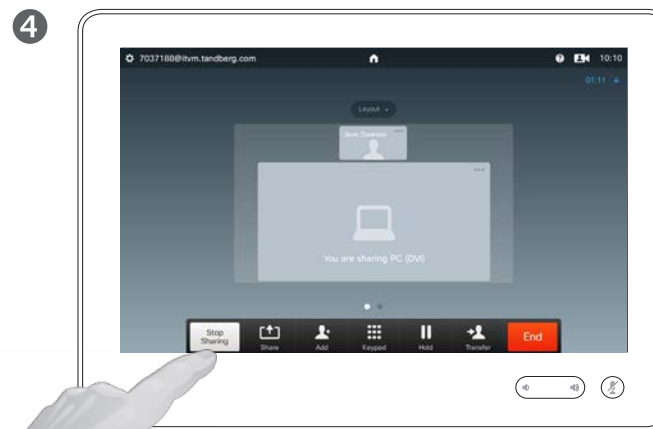 4
7037188@itvm.tandberg.com
10:10
01:11
Layout
You are sharing PC (DVI)
Stop
Sharing
Share
Add
Keypad
Hold
Transfer
End